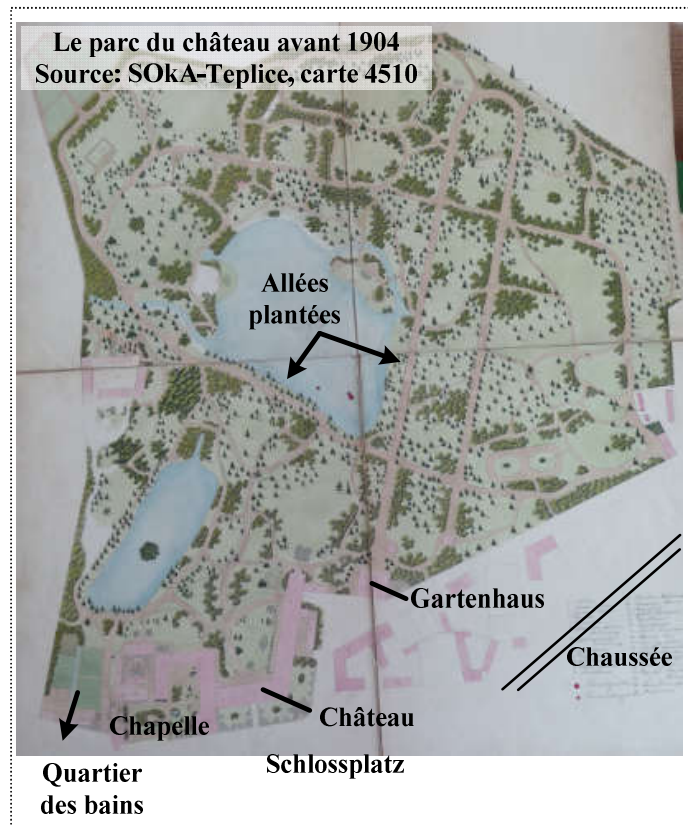 Le parc du château avant 1904
Source: SOkA-Teplice, carte 4510
Allées
plantées
Gartenhaus
Chaussée
Château
Chapelle
Schlossplatz
Quartier
des bains